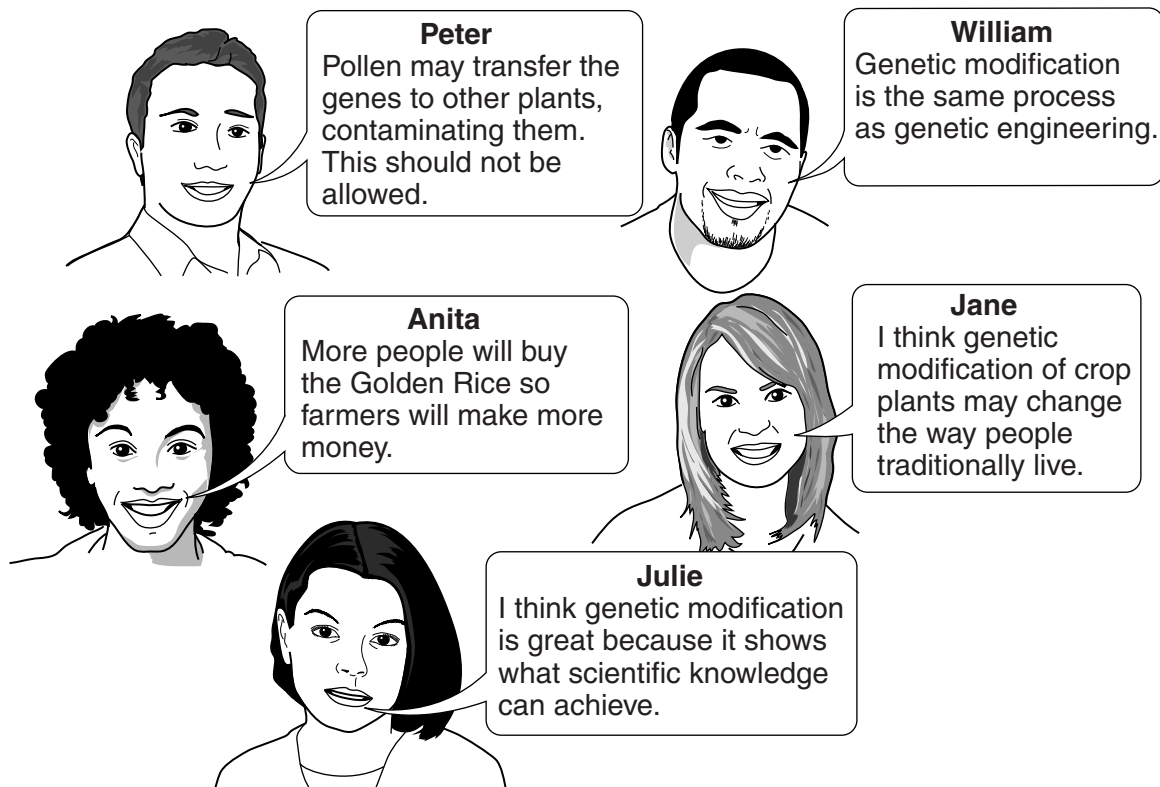 Peter
Pollen may transfer the
genes to other plants,
contaminating them.
This should not be
allowed.
William
Genetic modification
is the same process
as genetic engineering.
Anita
More people will buy
the Golden Rice so
farmers will make more
money.
Jane
I think genetic
modification of crop
plants may change
the way people
traditionally live.
Julie
I think genetic modification
is great because it shows
what scientific knowledge
can achieve.